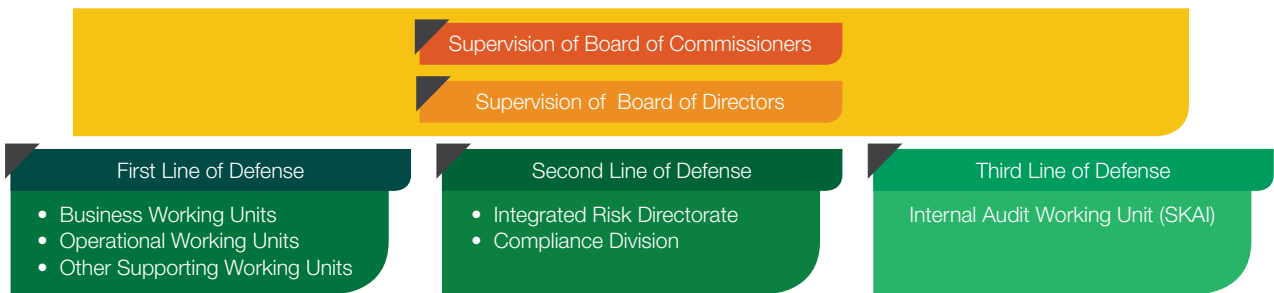 Supervision of Board of Commissioners
Supervision of Board of Directors
First Line of Defense
• Business Working Units
• Operational Working Units
• Other Supporting Working Units
Second Line of Defense
• Integrated Risk Directorate
• Compliance Division
Third Line of Defense
Internal Audit Working Unit (SKAI)